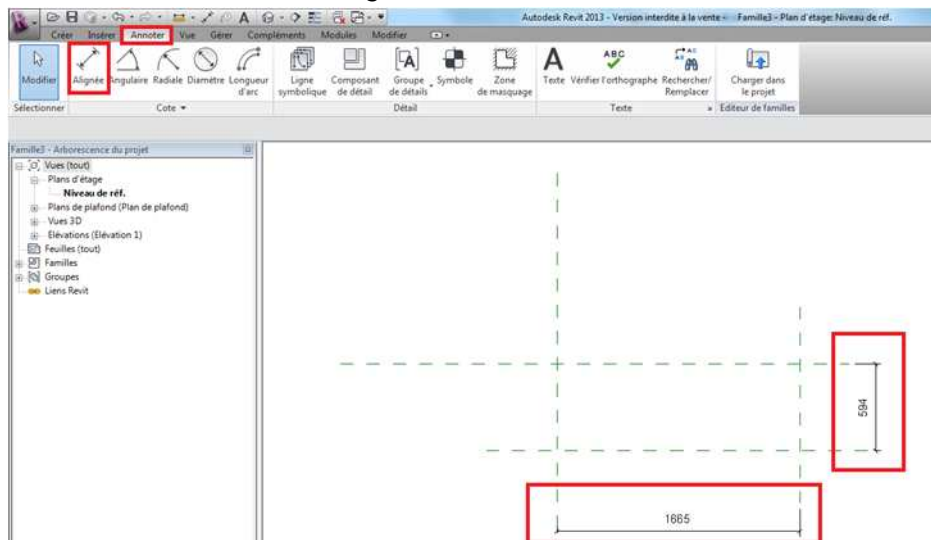 Autodesk Revit 2013 - Version interdite à la vente - Famille3 - Plan d'étage: Niveau de réf.
Créer Insérer Annoter Vue Gérer Compléments Modules Modifier
Modifier Alignée Angulaire Radiale Diamètre Longueur d'arc Ligne symbolique Composant de détail Groupe de détails Symbole Zone de masquage Texte Vérifier l'orthographe Rechercher/ Remplacer Charger dans le projet
Sélectionner Cote Détail Texte Editeur de familles
Famille3 - Arborescence du projet
Vues (tout)
Plans d'étage
Niveau de réf.
Plans de plafond (Plan de plafond)
Vues 3D
Elévations (Elévation 1)
Feuilles (tout)
Familles
Groupes
Liens Revit
594
1665